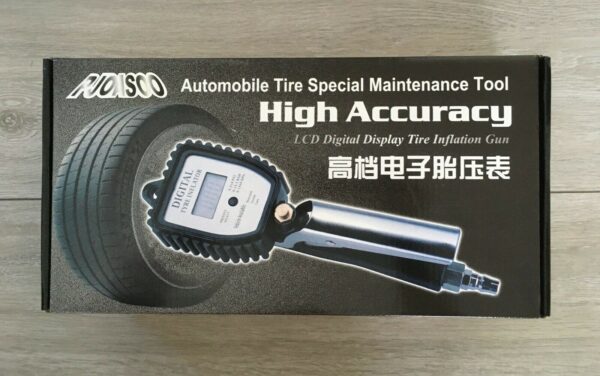 Automobile Tire Special Maintenance Tool
High Accuracy
LCD Digital Display Tire Inflation Gun
高档电子胎压表
DIGITAL
TYRE INFLATOR